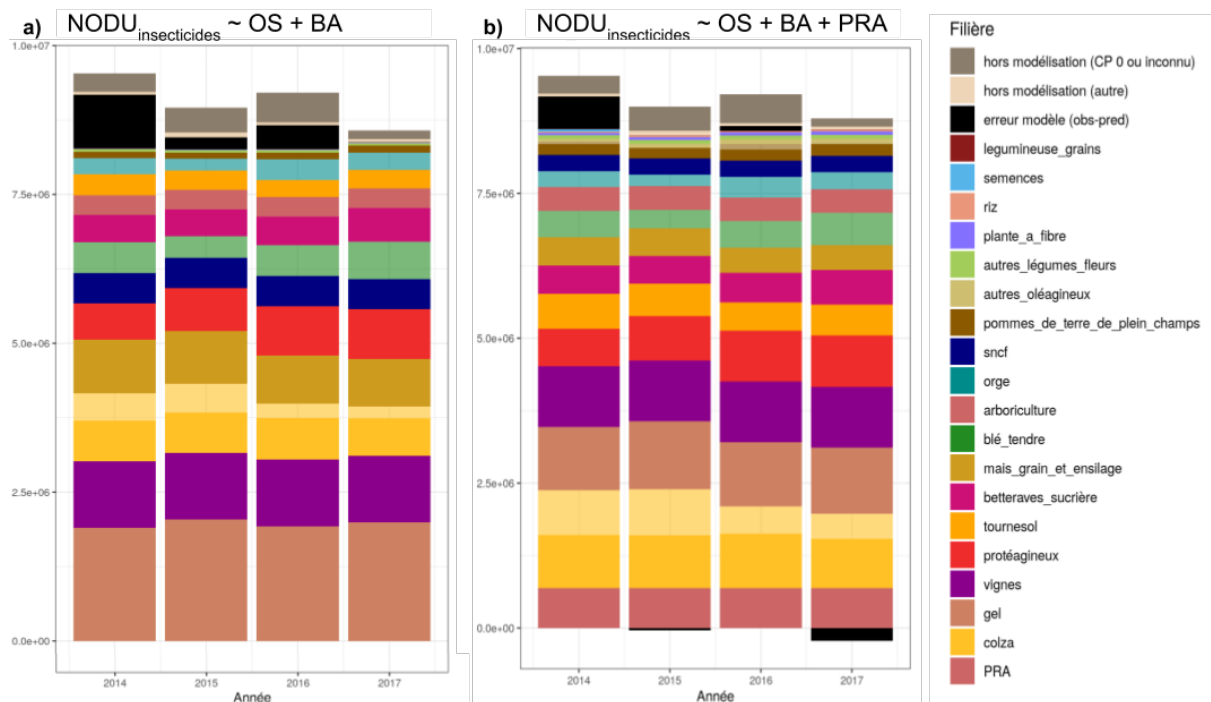 a) NODU insecticides ~ OS + BA
1.0e+07
7.5e+06
5.0e+06
2.5e+06
0.0e+00
2014 2015 2016 2017
Année
b) NODU insecticides ~ OS + BA + PRA
1.0e+07
7.5e+06
5.0e+06
2.5e+06
0.0e+00
2014 2015 2016 2017
Année
Filière
hors modélisation (CP 0 ou inconnu)
hors modélisation (autre)
erreur modèle (obs-pred)
legumineuse_grains
semences
riz
plante_a_fibre
autres_légumes_fleurs
autres_oléagineux
pommes_de_terre_de_plein_champs
sncf
orge
arboriculture
blé_tendre
mais_grain_et_ensilage
betteraves_sucrière
tournesol
protéagineux
vignes
gel
colza
PRA